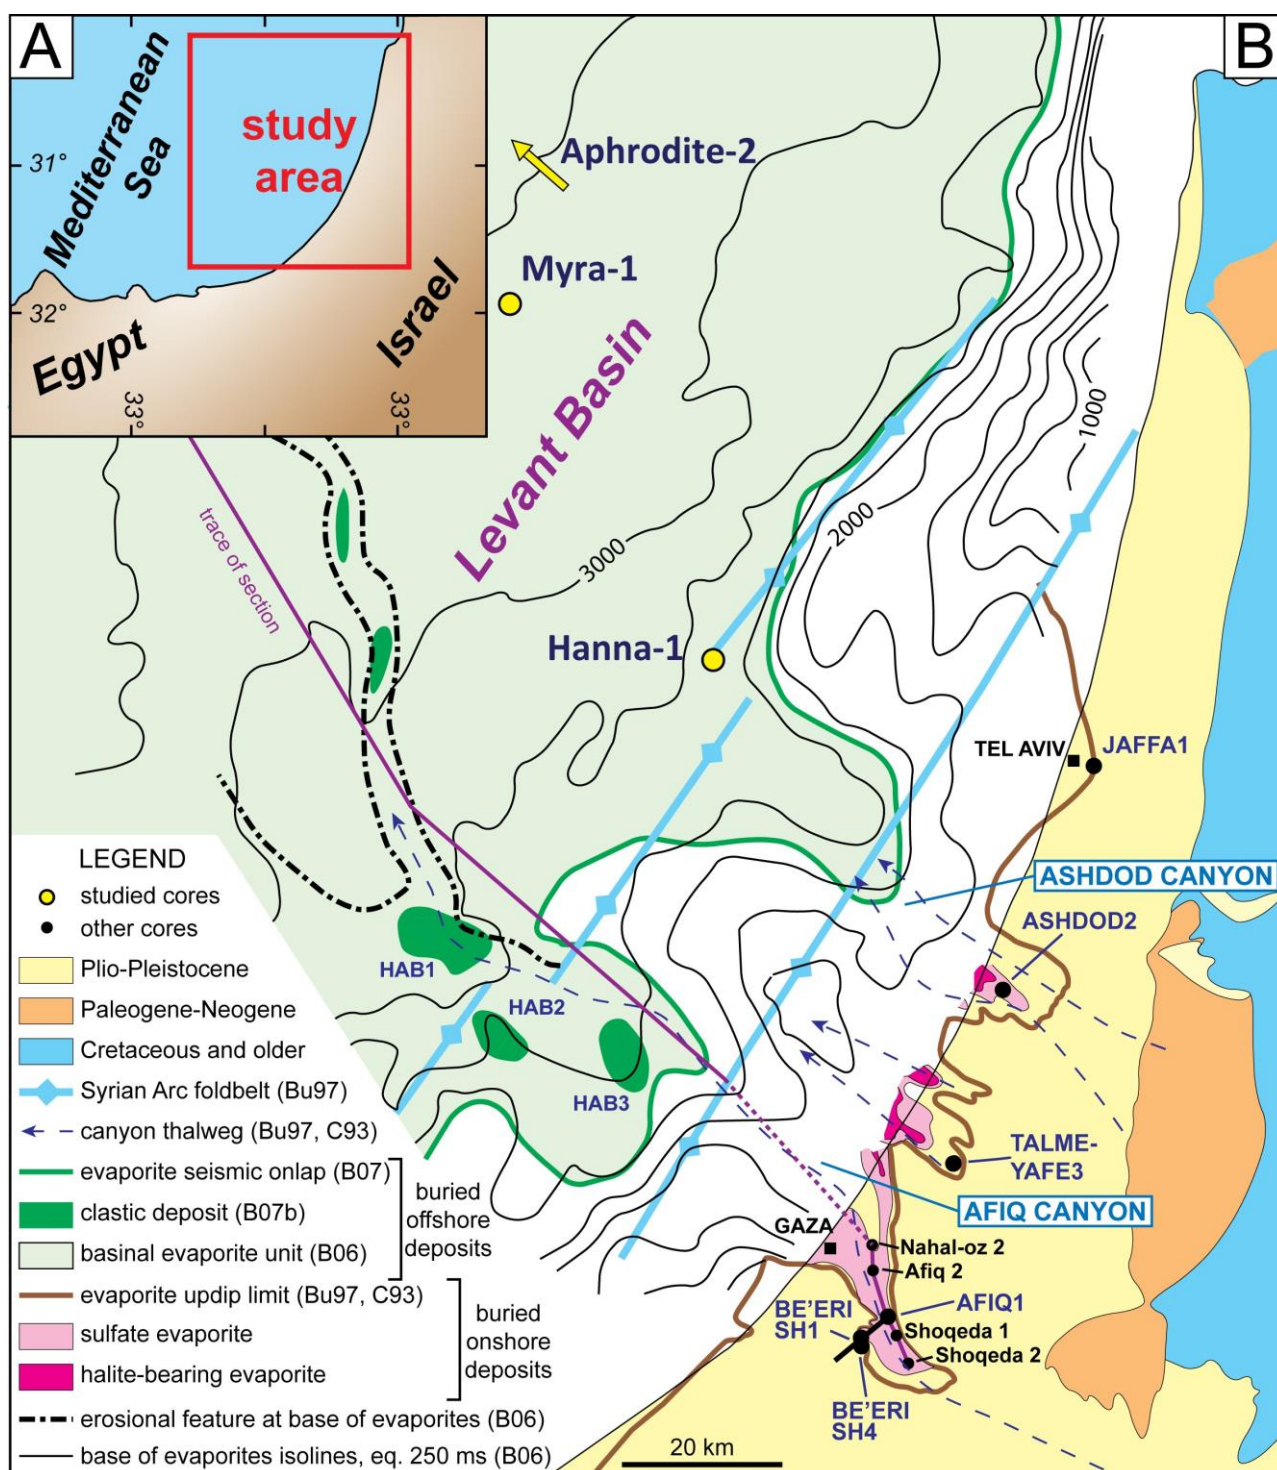 A
B
Mediterranean
Sea
study
area
31°
32°
Egypt
Israel
33°
33°
Aphrodite-2
Myra-1
Levant Basin
1000
2000
3000
trace of section
Hanna-1
TEL AVIV
JAFFA1
ASHDOD CANYON
ASHDOD2
HAB1
HAB2
HAB3
TALME-
YAFE3
AFIQ CANYON
GAZA
Nahal-oz 2
Afiq 2
BE'ERI
SH1
AFIQ1
Shoqeda 1
Shoqeda 2
BE'ERI
SH4
20 km
LEGEND
studied cores
other cores
Plio-Pleistocene
Paleogene-Neogene
Cretaceous and older
Syrian Arc foldbelt (Bu97)
canyon thalweg (Bu97, C93)
evaporite seismic onlap (B07)
clastic deposit (B07b)
basinal evaporite unit (B06)
buried
offshore
deposits
evaporite updip limit (Bu97, C93)
sulfate evaporite
halite-bearing evaporite
buried
onshore
deposits
erosional feature at base of evaporites (B06)
base of evaporites isolines, eq. 250 ms (B06)